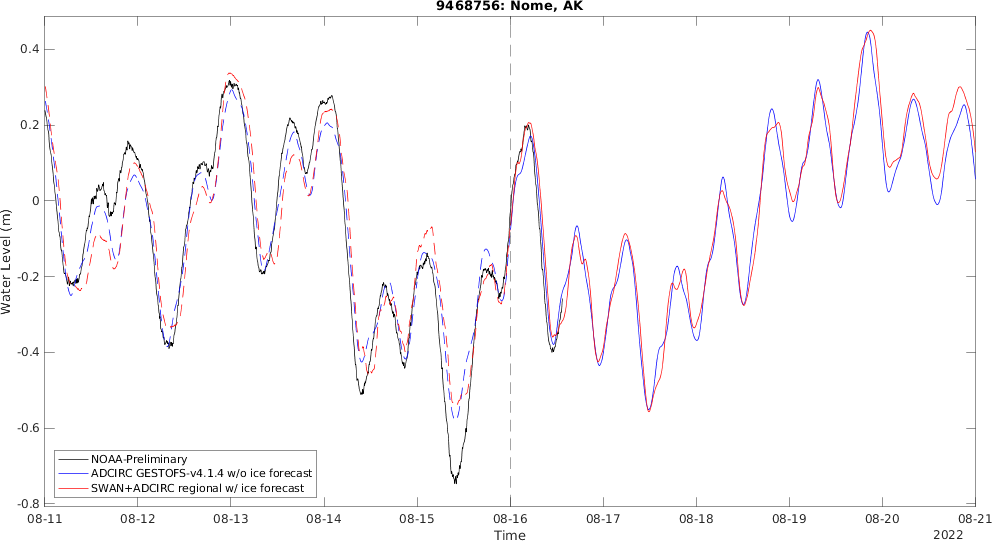 9468756: Nome, AK
Water Level (m)
0.4
0.2
0
-0.2
-0.4
-0.6
-0.8
NOAA-Preliminary
ADCIRC GESTOFS-v4.1.4 w/o ice forecast
SWAN+ADCIRC regional w/ ice forecast
08-11 08-12 08-13 08-14 08-15 08-16 08-17 08-18 08-19 08-20 08-21
Time
2022